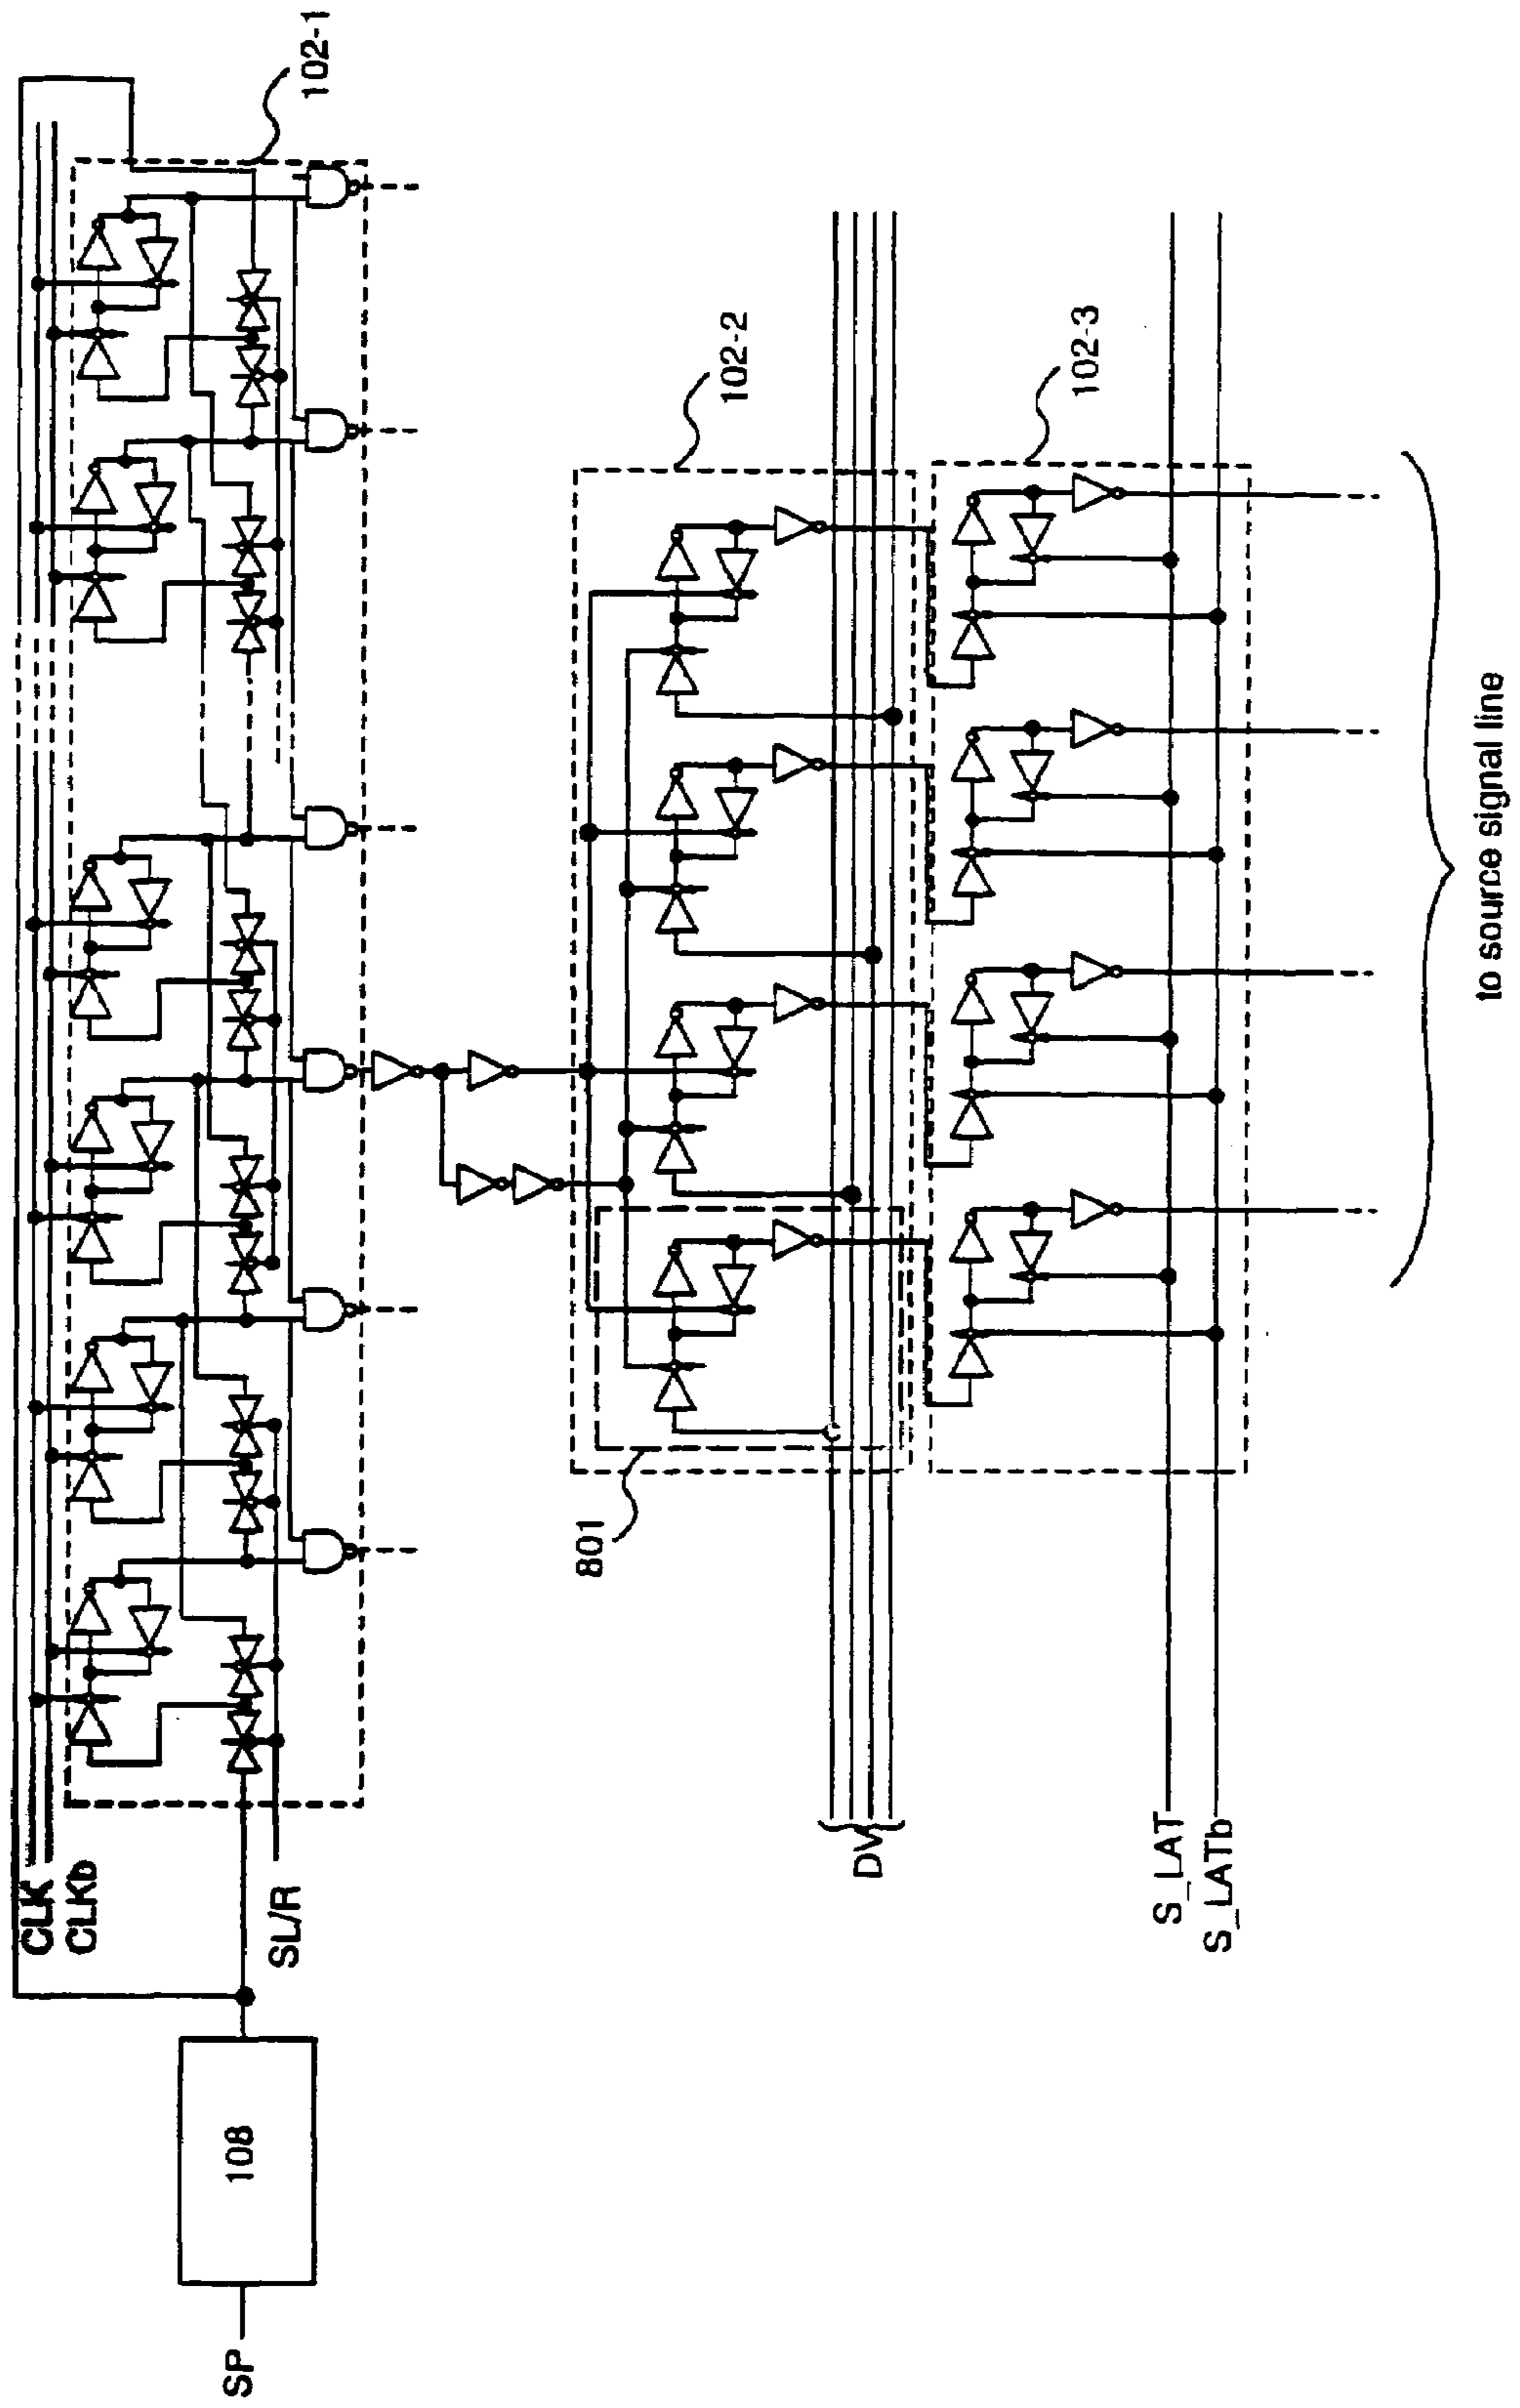 CLK
CLKb
SL/R
SP
108
102-1
102-2
801
DV
102-3
S_LAT
S_LATb
to source signal line